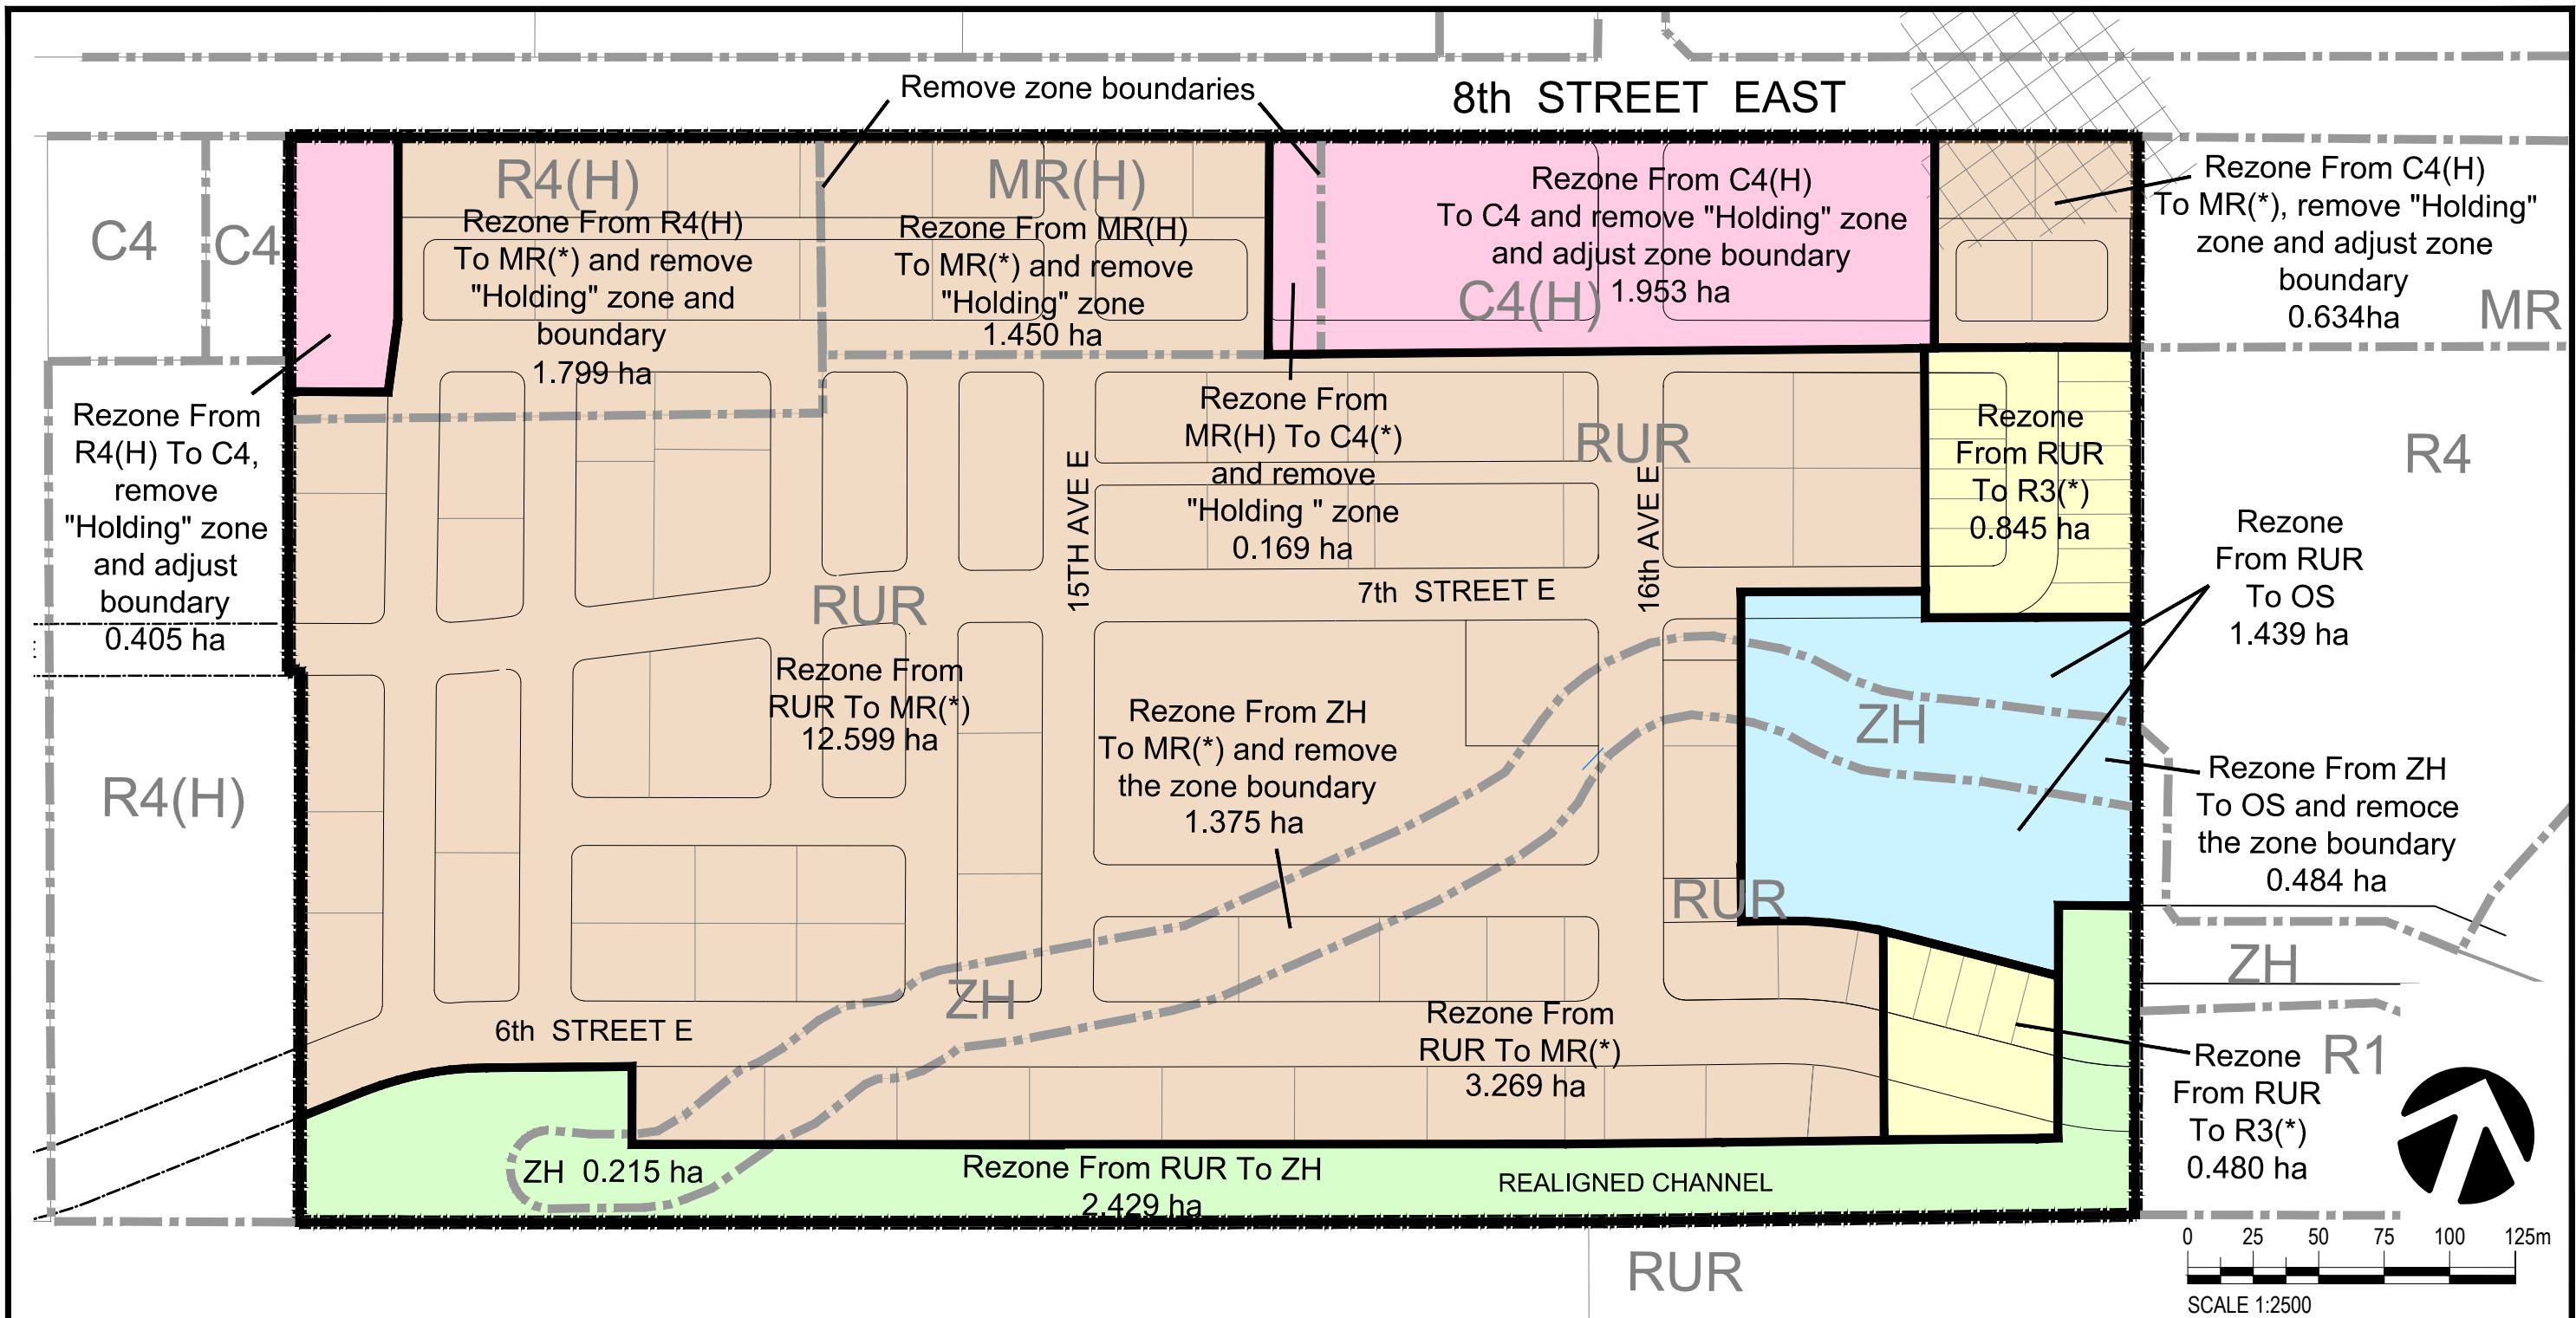 Remove zone boundaries
8th STREET EAST
C4
C4
R4(H)
Rezone From R4(H)
To MR(*) and remove
"Holding" zone and
boundary
1.799 ha
MR(H)
Rezone From MR(H)
To MR(*) and remove
"Holding" zone
1.450 ha
Rezone From C4(H)
To C4 and remove "Holding" zone
and adjust zone boundary
1.953 ha
C4(H)
Rezone From C4(H)
To MR(*), remove "Holding"
zone and adjust zone
boundary
0.634ha
MR
Rezone From
R4(H) To C4,
remove
"Holding" zone
and adjust
boundary
0.405 ha
Rezone From
MR(H) To C4(*)
and remove
"Holding " zone
0.169 ha
RUR
Rezone
From RUR
To R3(*)
0.845 ha
R4
15TH AVE E
16th AVE E
7th STREET E
Rezone
From RUR
To OS
1.439 ha
RUR
Rezone From
RUR To MR(*)
12.599 ha
Rezone From ZH
To MR(*) and remove
the zone boundary
1.375 ha
ZH
Rezone From ZH
To OS and remoce
the zone boundary
0.484 ha
R4(H)
RUR
ZH
ZH
6th STREET E
Rezone From
RUR To MR(*)
3.269 ha
R1
Rezone
From RUR
To R3(*)
0.480 ha
ZH 0.215 ha
Rezone From RUR To ZH
2.429 ha
REALIGNED CHANNEL
RUR
0 25 50 75 100 125m
SCALE 1:2500